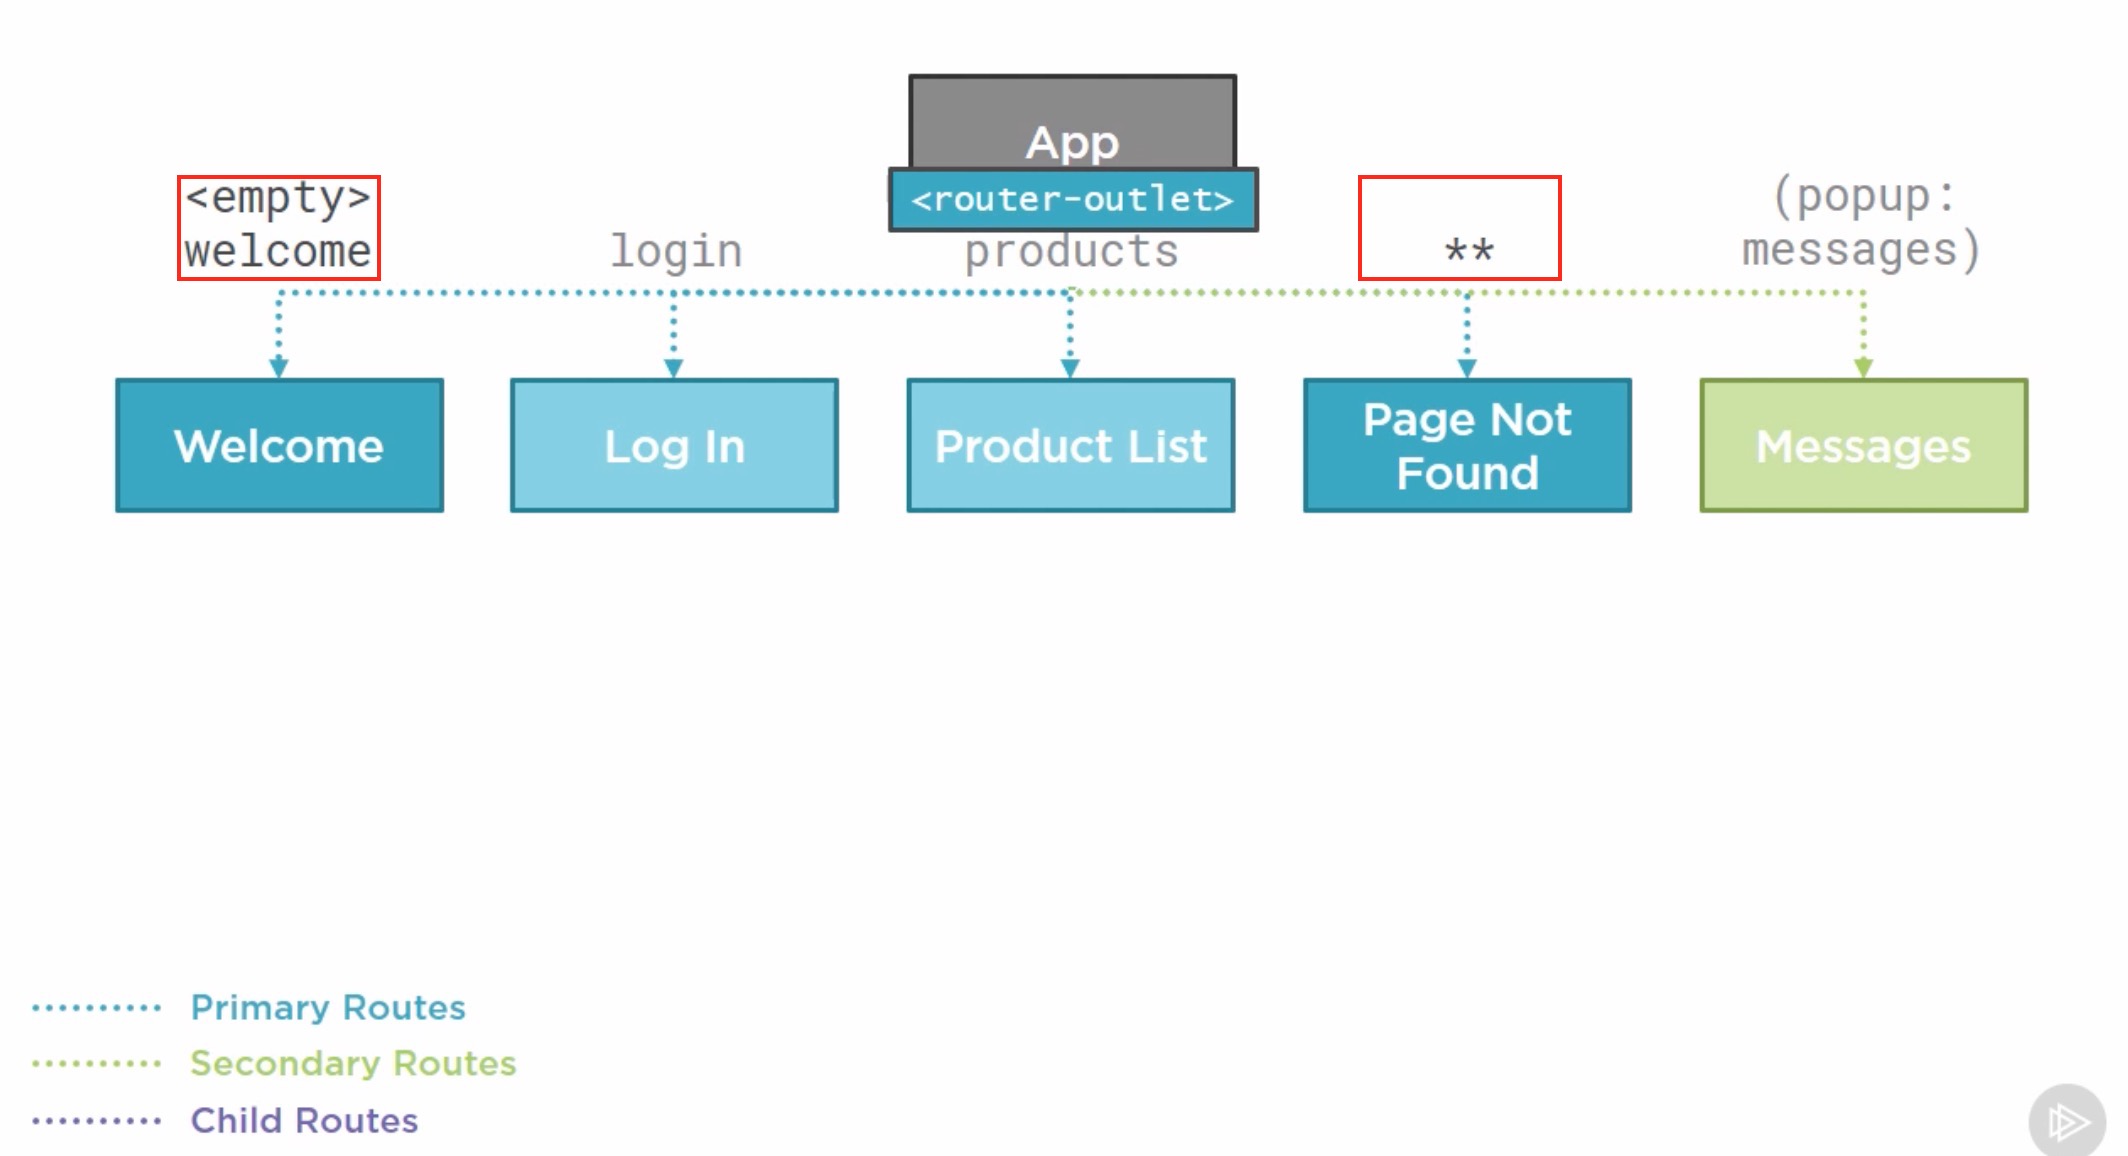 App
<router-outlet>
<empty>
welcome
login
products
**
(popup:
messages)
Welcome
Log In
Product List
Page Not
Found
Messages
Primary Routes
Secondary Routes
Child Routes